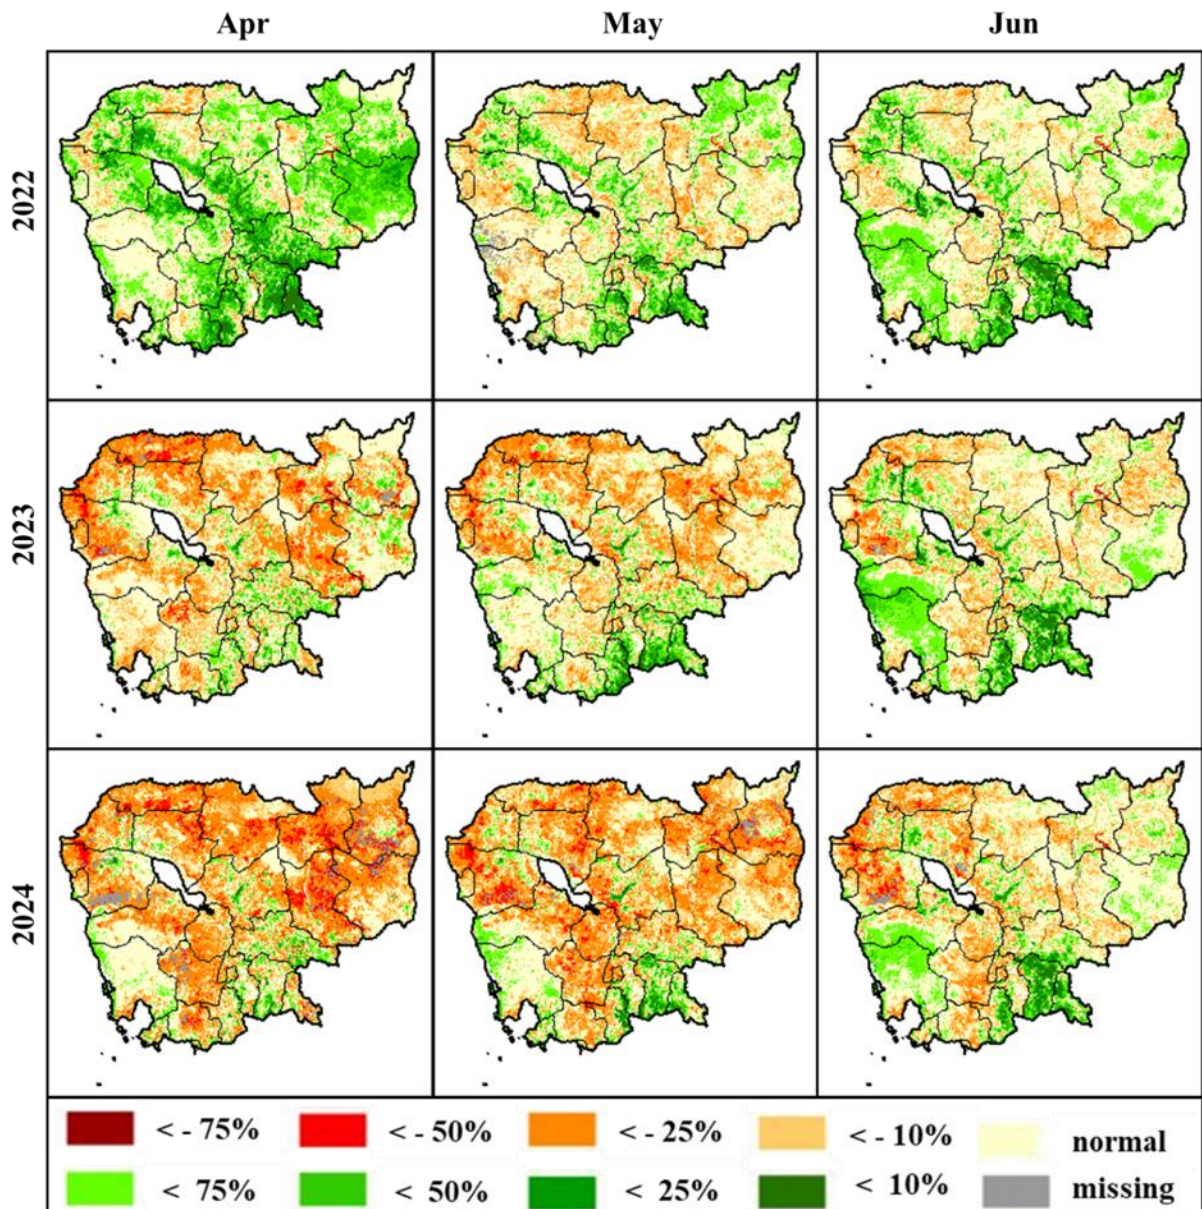 Apr May Jun
2022
2023
2024
< - 75% < - 50% < - 25% < - 10% normal
< 75% < 50% < 25% < 10% missing